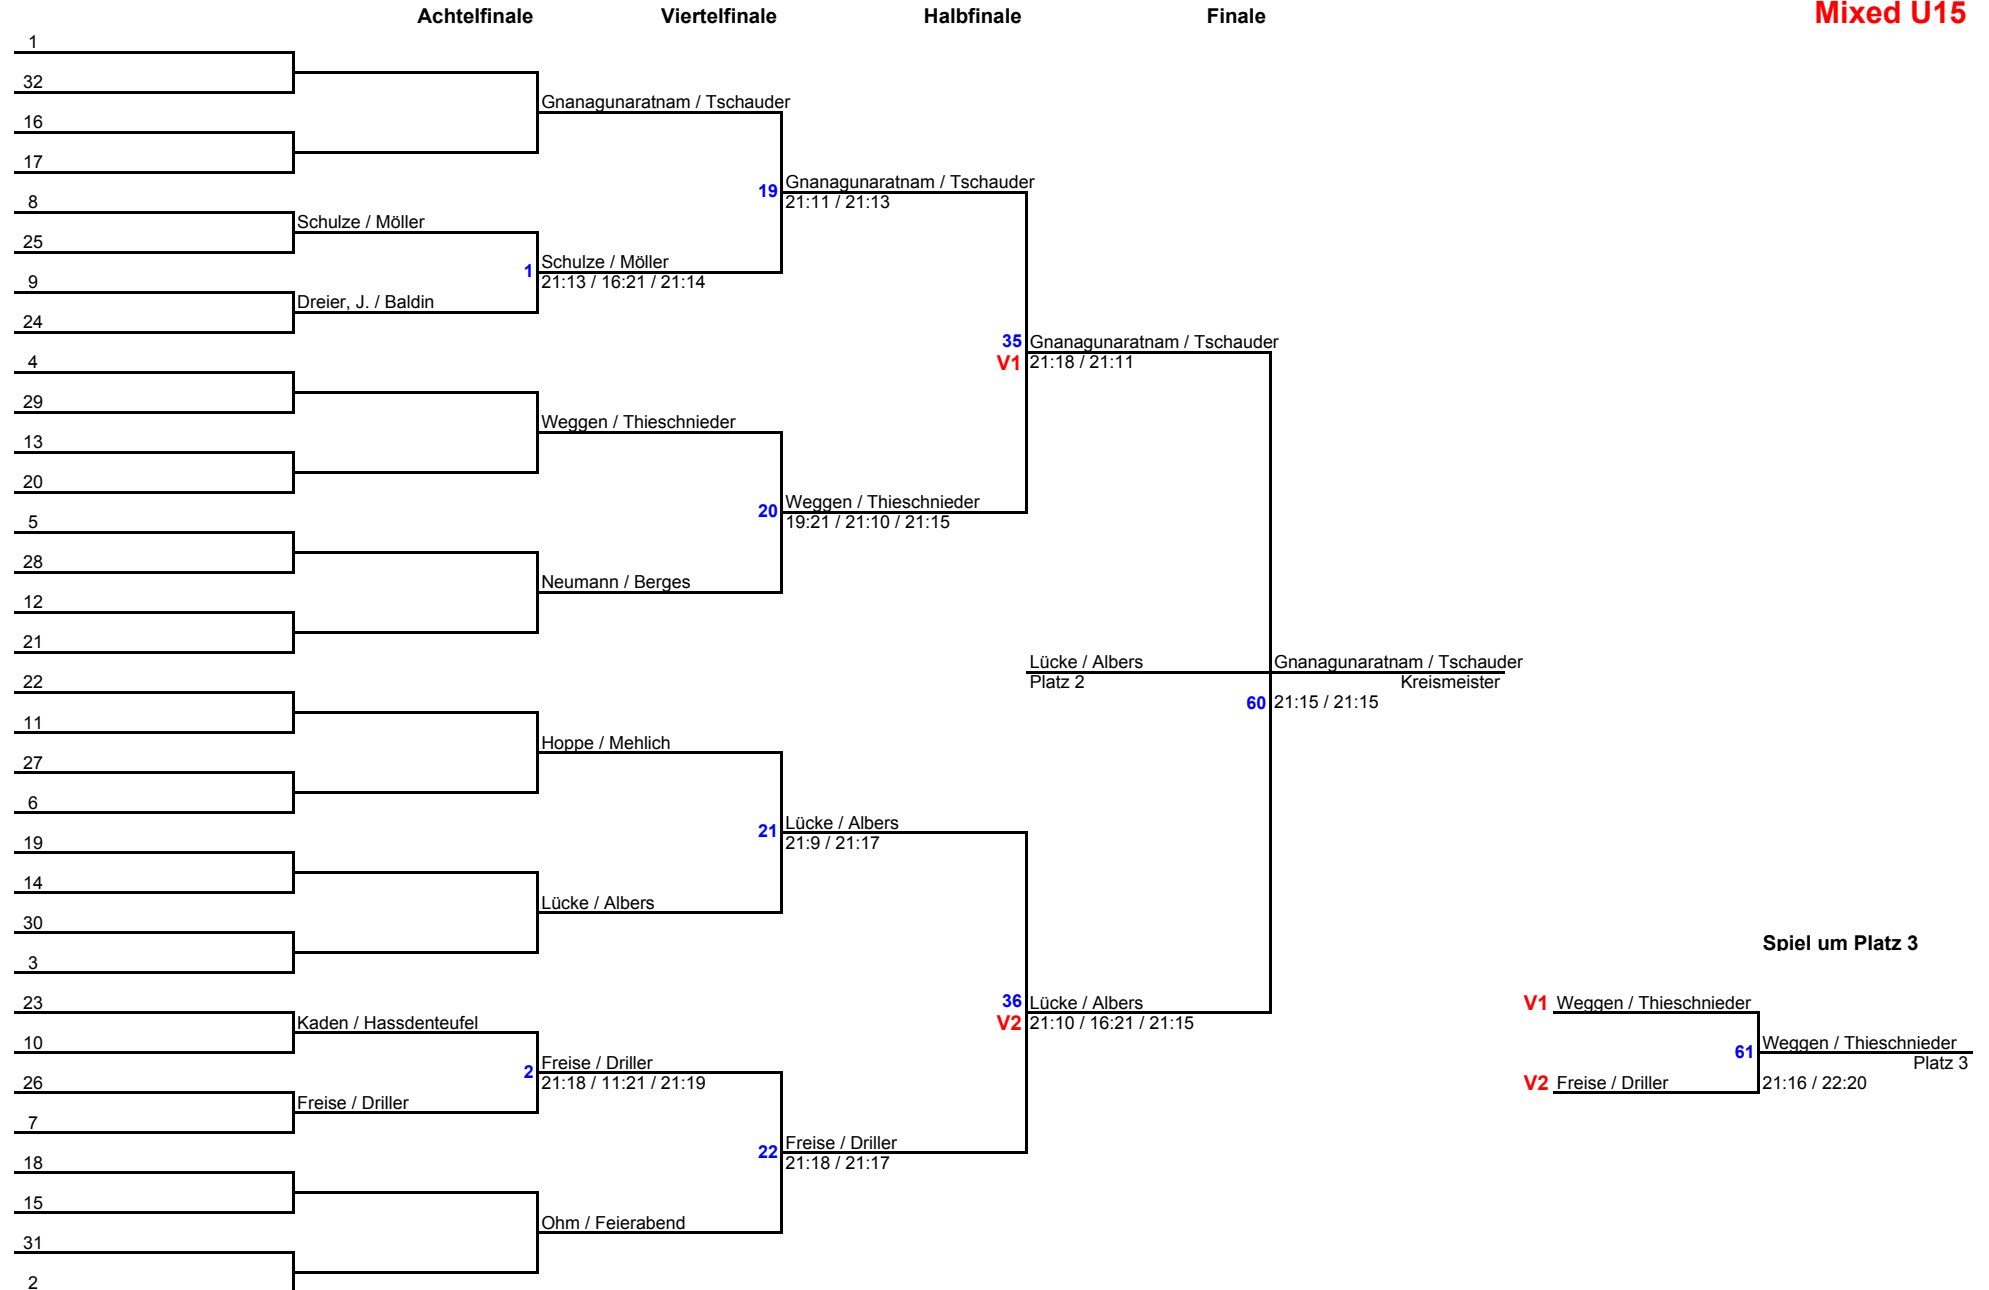 Achtelfinale Viertelfinale Halbfinale Finale Mixed U15
1
32
Gnanagunaratnam / Tschauder
16
17
19 Gnanagunaratnam / Tschauder
21:11 / 21:13
8
Schulze / Möller
25
1 Schulze / Möller
21:13 / 16:21 / 21:14
9
Dreier, J. / Baldin
24
35 Gnanagunaratnam / Tschauder
V1 21:18 / 21:11
4
29
Weggen / Thieschnieder
13
20
20 Weggen / Thieschnieder
19:21 / 21:10 / 21:15
5
28
Neumann / Berges
12
21
Lücke / Albers Gnanagunaratnam / Tschauder
Platz 2 Kreismeister
60 21:15 / 21:15
22
11
Hoppe / Mehlich
27
6
21 Lücke / Albers
21:9 / 21:17
19
14
Lücke / Albers
30
3
Spiel um Platz 3
23
Kaden / Hassdenteufel
10
36 Lücke / Albers
V2 21:10 / 16:21 / 21:15
V1 Weggen / Thieschnieder
61 Weggen / Thieschnieder
Platz 3
2 Freise / Driller
21:18 / 11:21 / 21:19
V2 Freise / Driller
21:16 / 22:20
26
Freise / Driller
7
22 Freise / Driller
21:18 / 21:17
18
15
Ohm / Feierabend
31
2